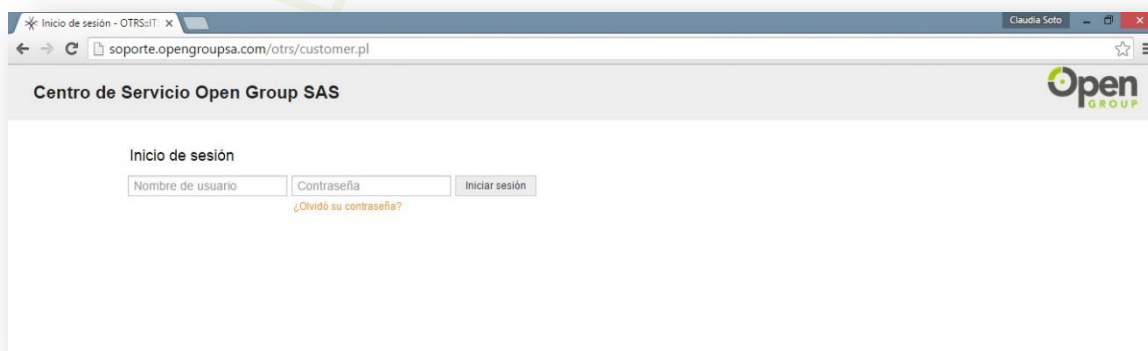 Inicio de sesión - OTRS::IT
Claudia Soto
soporte.opengroupsa.com/otrs/customer.pl
Centro de Servicio Open Group SAS
Open
GROUP
Inicio de sesión
Nombre de usuario
Contraseña
Iniciar sesión
¿Olvidó su contraseña?